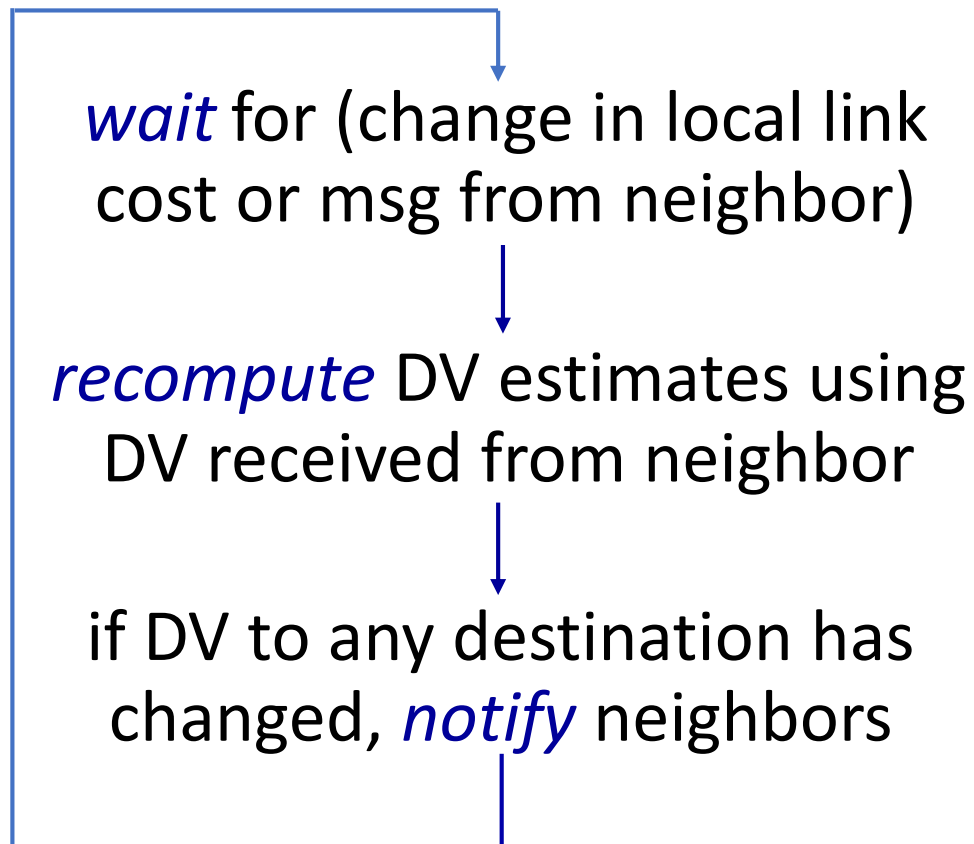 wait for (change in local link
cost or msg from neighbor)
recompute DV estimates using
DV received from neighbor
if DV to any destination has
changed, notify neighbors